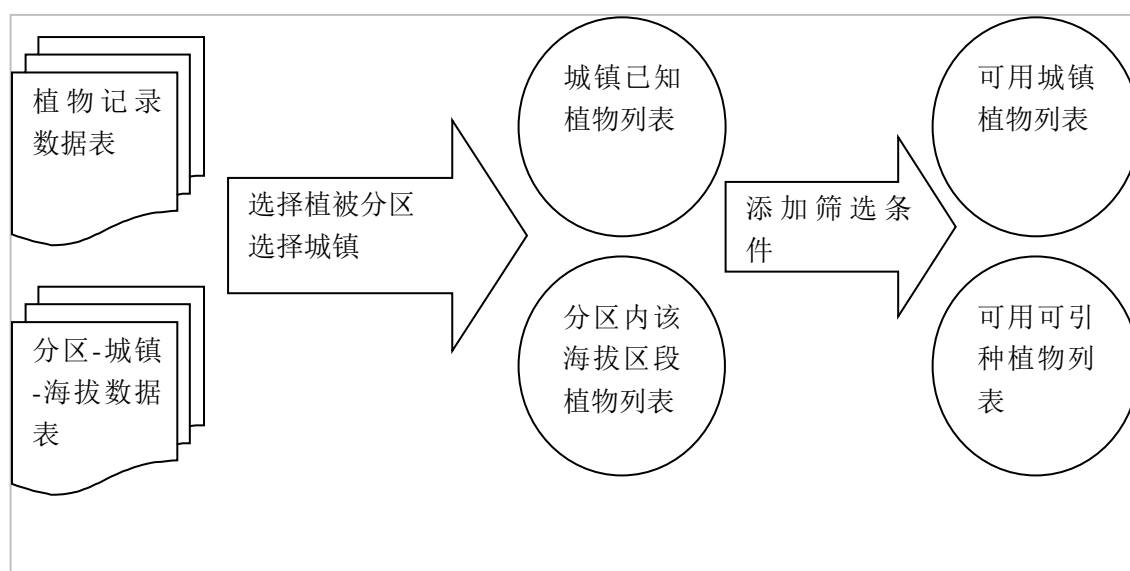 植物记录
数据表
分区-城镇
-海拔数据
表
选择植被分区
选择城镇
城镇已知
植物列表
分区内该
海拔区段
植物列表
添加筛选条
件
可用城镇
植物列表
可用可引
种植物列
表